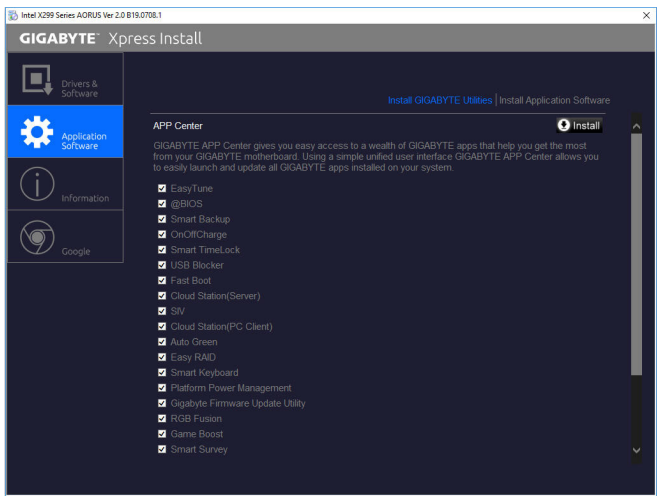 Intel X299 Series AORUS Ver 2.0 B19.0708.1
GIGABYTE™ Xpress Install
Drivers &
Software
Application
Software
Information
Google
Install GIGABYTE Utilities | Install Application Software
APP Center
Install
GIGABYTE APP Center gives you easy access to a wealth of GIGABYTE apps that help you get the most
from your GIGABYTE motherboard. Using a simple unified user interface GIGABYTE APP Center allows you
to easily launch and update all GIGABYTE apps installed on your system.
EasyTune
@BIOS
Smart Backup
OnOffCharge
Smart TimeLock
USB Blocker
Fast Boot
Cloud Station(Server)
SIV
Cloud Station(PC Client)
Auto Green
Easy RAID
Smart Keyboard
Platform Power Management
Gigabyte Firmware Update Utility
RGB Fusion
Game Boost
Smart Survey